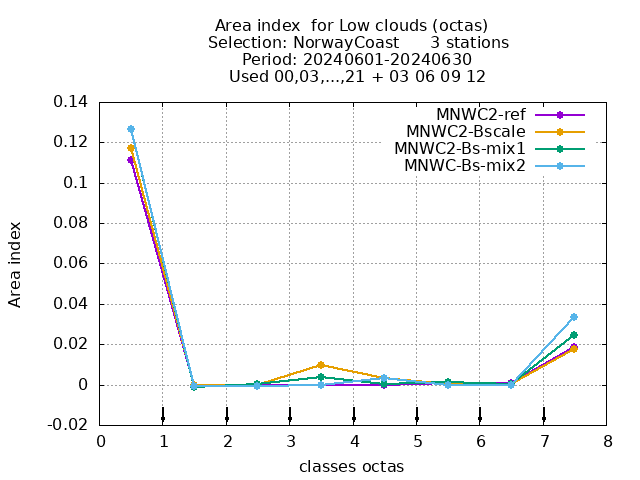 Area index  for Low clouds (octas)
Selection: NorwayCoast      3 stations
Period: 20240601-20240630
Used 00,03,...,21 + 03 06 09 12
MNWC2-ref
MNWC2-Bscale
MNWC2-Bs-mix1
MNWC-Bs-mix2
0.14
0.12
0.1
0.08
0.06
0.04
0.02
0
-0.02
Area index
0 1 2 3 4 5 6 7 8
classes octas